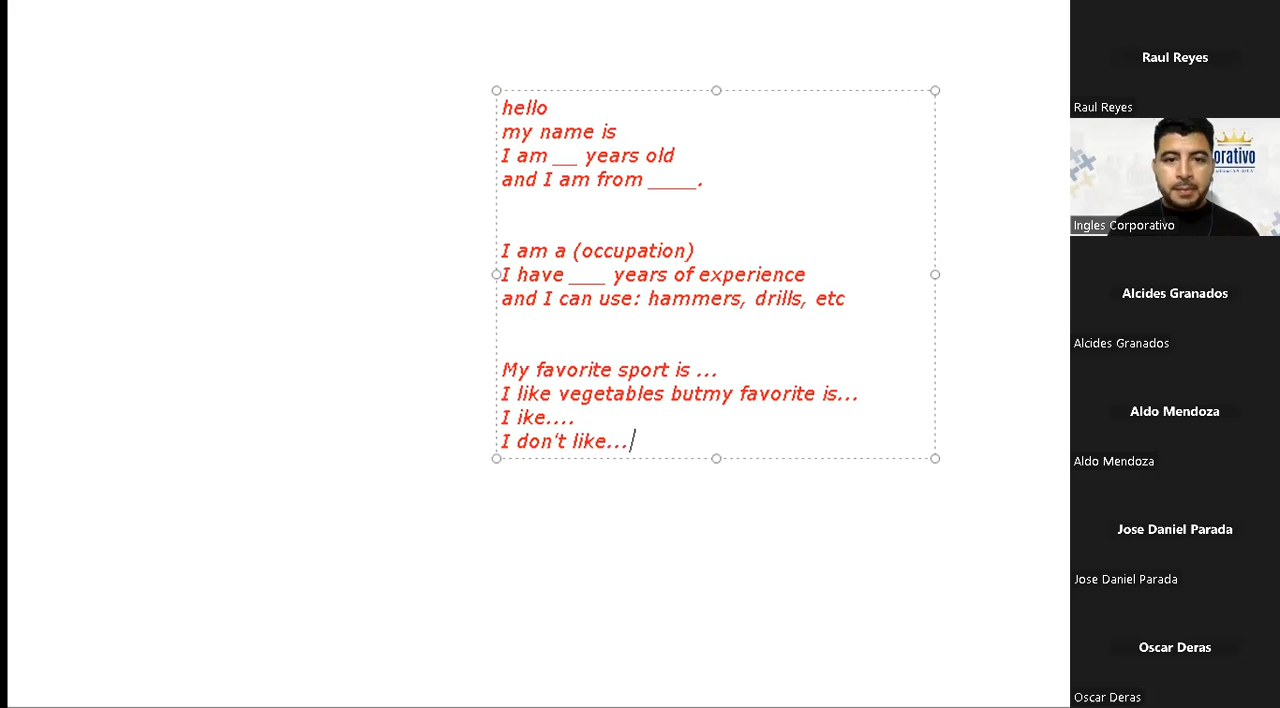 hello
my name is
I am __ years old
and I am from ____.
I am a (occupation)
I have ___ years of experience
and I can use: hammers, drills, etc
My favorite sport is ...
I like vegetables butmy favorite is...
I ike....
I don't like...
Raul Reyes
Raul Reyes
orativo
Ingles Corporativo
Alcides Granados
Alcides Granados
Aldo Mendoza
Aldo Mendoza
Jose Daniel Parada
Jose Daniel Parada
Oscar Deras
Oscar Deras